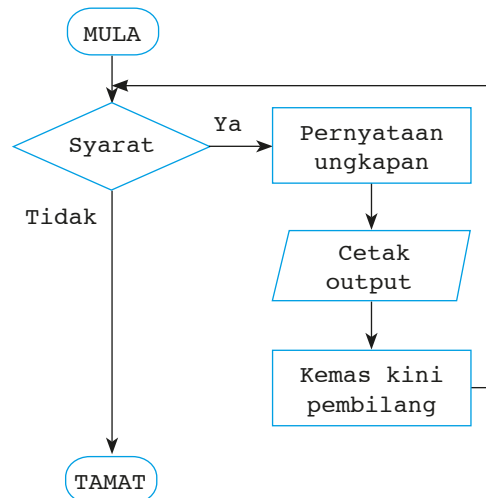 MULA
Syarat
Ya
Pernyataan
ungkapan
Tidak
Cetak
output
Kemas kini
pembilang
TAMAT